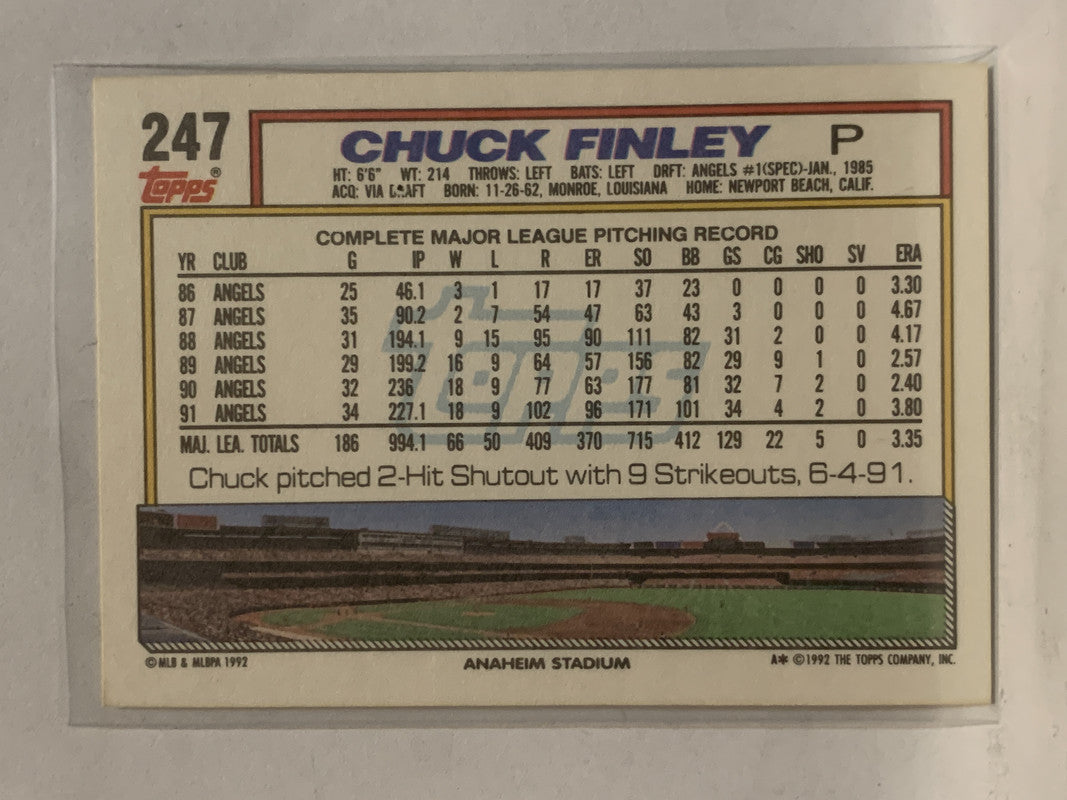 247
topps®
CHUCK FINLEY P
HT: 6'6" WT: 214 THROWS: LEFT BATS: LEFT DRFT: ANGELS #1(SPEC)-JAN., 1985
ACQ: VIA DRAFT BORN: 11-26-62, MONROE, LOUISIANA HOME: NEWPORT BEACH, CALIF.
COMPLETE MAJOR LEAGUE PITCHING RECORD
YR CLUB G IP W L R ER SO BB GS CG SHO SV ERA
86 ANGELS 25 46.1 3 1 17 17 37 23 0 0 0 0 3.30
87 ANGELS 35 90.2 2 7 54 47 63 43 3 0 0 0 4.67
88 ANGELS 31 194.1 9 15 95 90 111 82 31 2 0 0 4.17
89 ANGELS 29 199.2 16 9 64 57 156 82 29 9 1 0 2.57
90 ANGELS 32 236 18 9 77 63 177 81 32 7 2 0 2.40
91 ANGELS 34 227.1 18 9 102 96 171 101 34 4 2 0 3.80
MAJ. LEA. TOTALS 186 994.1 66 50 409 370 715 412 129 22 5 0 3.35
topps
Chuck pitched 2-Hit Shutout with 9 Strikeouts, 6-4-91.
© MLB & MLBPA 1992 ANAHEIM STADIUM A* © 1992 THE TOPPS COMPANY, INC.